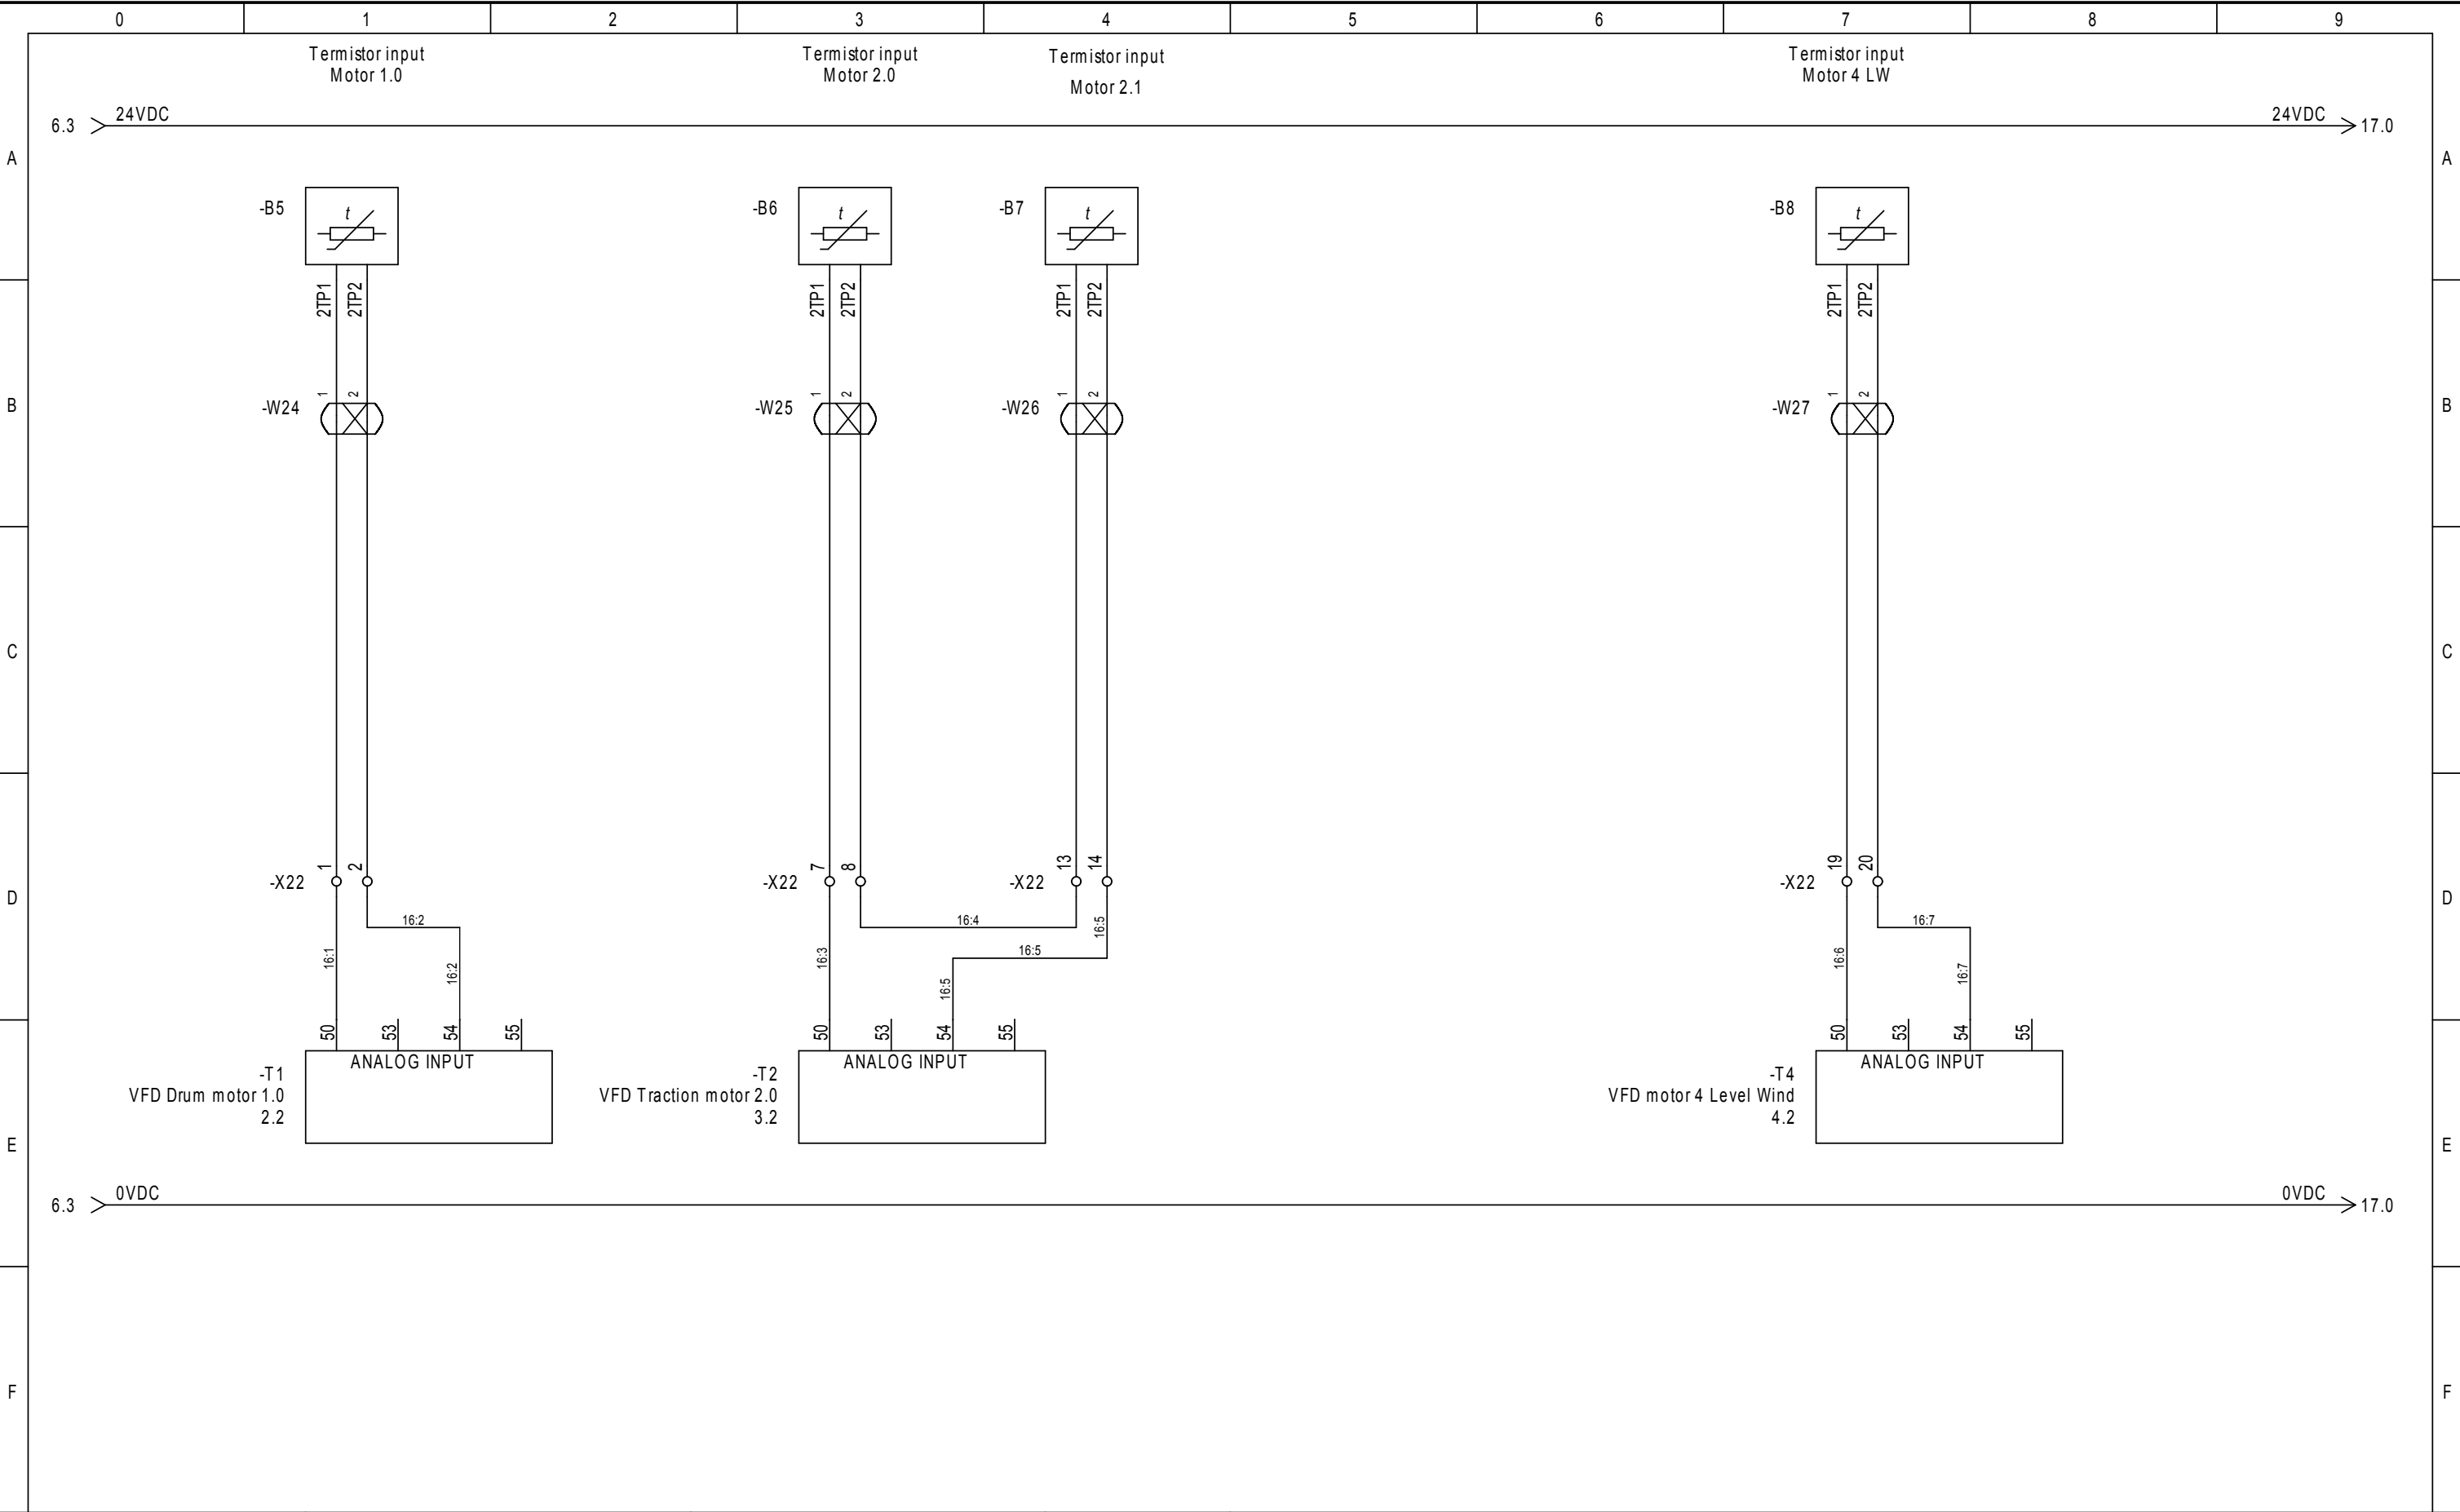 0 1 2 3 4 5 6 7 8 9
Termistor input
Motor 1.0
Termistor input
Motor 2.0
Termistor input
Motor 2.1
Termistor input
Motor 4 LW
6.3 24VDC 24VDC 17.0
A A
-B5 t -B6 t -B7 t -B8 t
2TP1 2TP2 2TP1 2TP2 2TP1 2TP2 2TP1 2TP2
1 2 1 2 1 2 1 2
B -W24 -W25 -W26 -W27 B
C C
1 2 7 8 13 14 19 20
-X22 -X22 -X22 -X22
D D
16:2 16:4 16:5 16:7
16:1 16:2 16:3 16:5 16:5 16:6 16:7
50 53 54 55 50 53 54 55 50 53 54 55
ANALOG INPUT ANALOG INPUT ANALOG INPUT
-T1
VFD Drum motor 1.0
2.2
-T2
VFD Traction motor 2.0
3.2
-T4
VFD motor 4 Level Wind
4.2
E E
6.3 0VDC 0VDC 17.0
F F